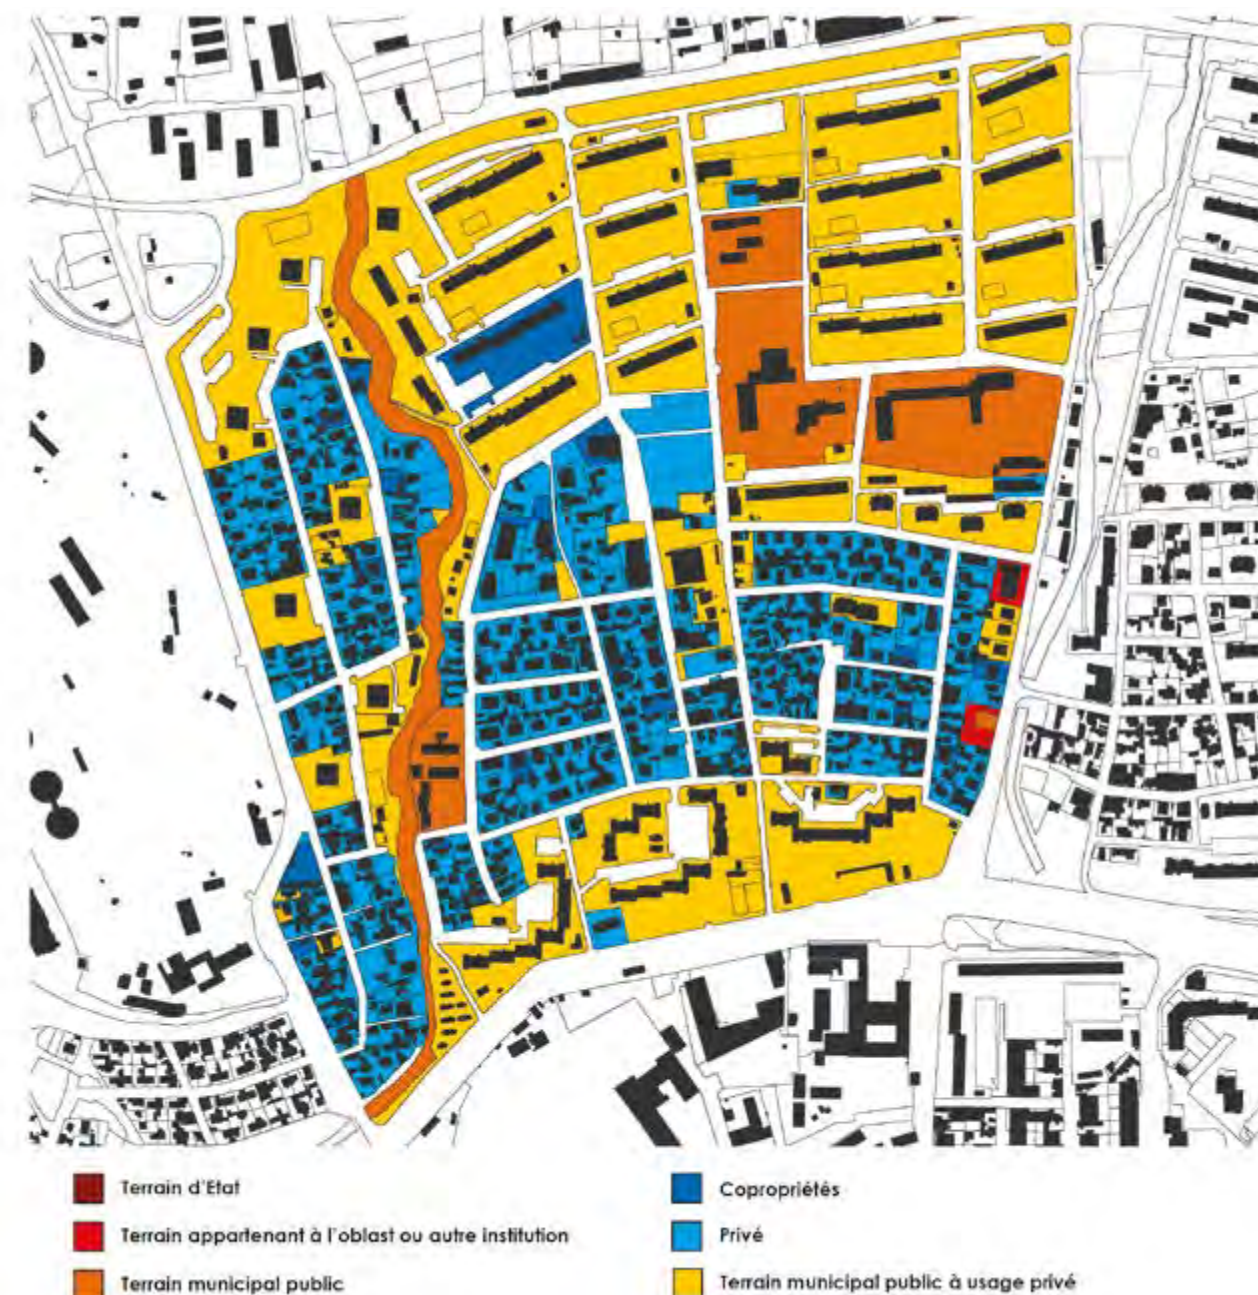 Terrain d'Etat
Terrain appartenant à l'oblast ou autre institution
Terrain municipal public
Copropriétés
Privé
Terrain municipal public à usage privé